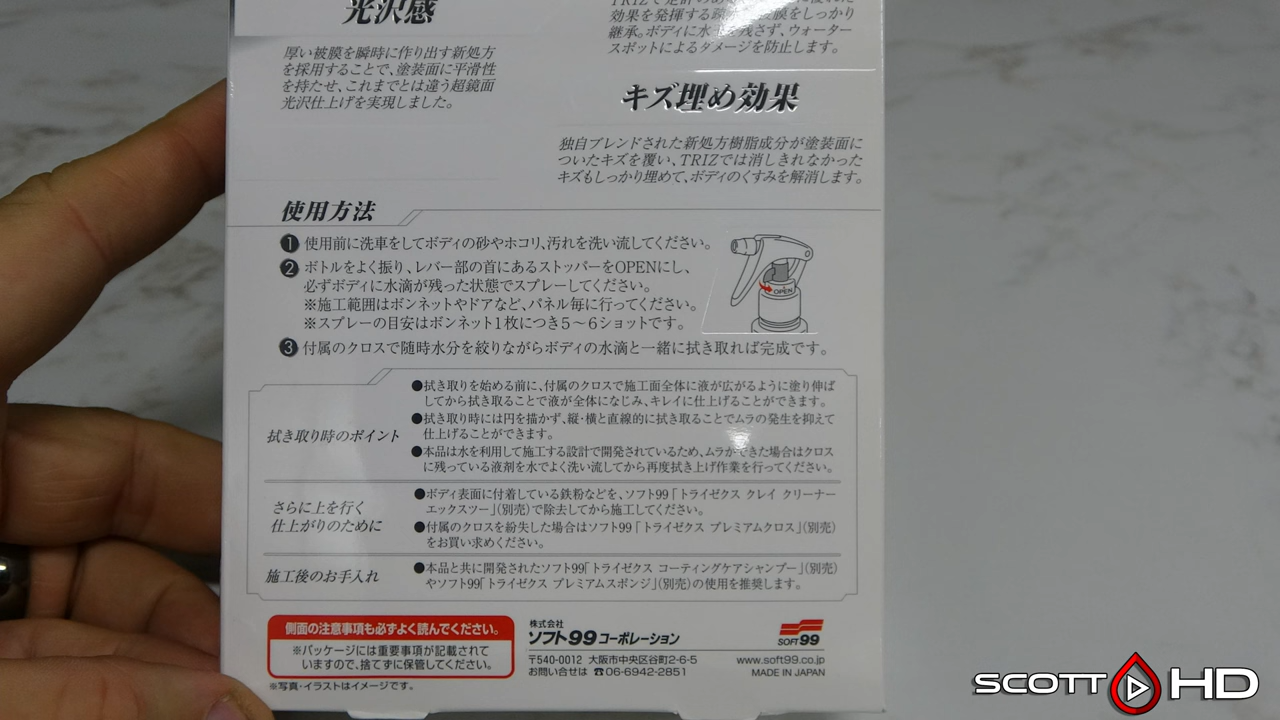 光沢感
厚い被膜を瞬時に作り出す新処方
を採用することで、塗装面に平滑性
を持たせ、これまでとは違う超鏡面
光沢仕上げを実現しました。
効果を発揮する 被膜をしっかり
継承。ボディに水 残さず、ウォーター
スポットによるダメージを防止します。
キズ埋め効果
独自ブレンドされた新処方樹脂成分が塗装面に
ついたキズを覆い、TRIZでは消しきれなかった
キズもしっかり埋めて、ボディのくすみを解消します。
使用方法
1 使用前に洗車をしてボディの砂やホコリ、汚れを洗い流してください。
2 ボトルをよく振り、レバー部の首にあるストッパーをOPENにし、
必ずボディに水滴が残った状態でスプレーしてください。
※施工範囲はボンネットやドアなど、パネル毎に行ってください。
※スプレーの目安はボンネット1枚につき5〜6ショットです。
OPEN
3 付属のクロスで随時水分を絞りながらボディの水滴と一緒に拭き取れば完成です。
拭き取り時のポイント
●拭き取りを始める前に、付属のクロスで施工面全体に液が広がるように塗り伸ば
してから拭き取ることで液が全体になじみ、キレイに仕上げることができます。
●拭き取り時には円を描かず、縦・横と直線的に拭き取ることでムラの発生を抑えて
仕上げることができます。
●本品は水を利用して施工する設計で開発されているため、ムラができた場合はクロス
に残っている液剤を水でよく洗い流してから再度拭き上げ作業を行ってください。
さらに上を行く
仕上がりのために
●ボディ表面に付着している鉄粉などを、ソフト99「トライゼクス クレイ クリーナー
エックスツー」(別売)で除去してから施工してください。
●付属のクロスを紛失した場合はソフト99「トライゼクス プレミアムクロス」(別売)
をお買い求めください。
施工後のお手入れ
●本品と共に開発されたソフト99「トライゼクス コーティングケアシャンプー」(別売)
やソフト99「トライゼクス プレミアムスポンジ」(別売)の使用を推奨します。
側面の注意事項も必ずよく読んでください。
※パッケージには重要事項が記載されて
いますので、捨てずに保管してください。
※写真・イラストはイメージです。
株式会社
ソフト99コーポレーション
〒540-0012 大阪市中央区谷町2-6-5
お問い合せは ☎06-6942-2851
SOFT99
www.soft99.co.jp
MADE IN JAPAN
SCOTT HD